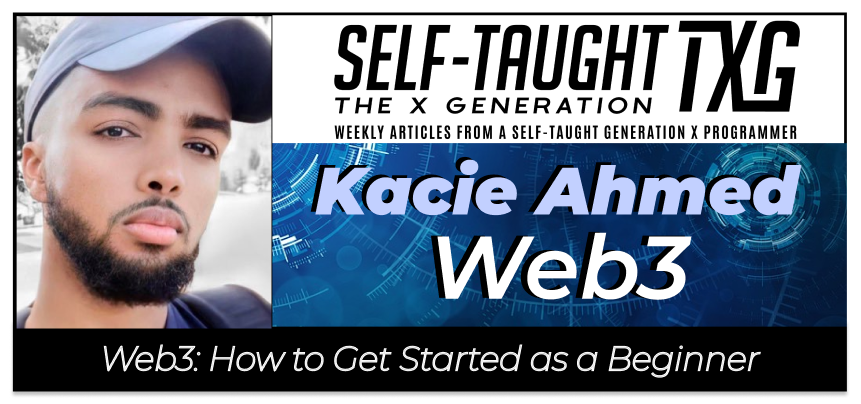 SELF-TAUGHT TXG
THE X GENERATION
WEEKLY ARTICLES FROM A SELF-TAUGHT GENERATION X PROGRAMMER
Kacie Ahmed
Web3
Web3: How to Get Started as a Beginner